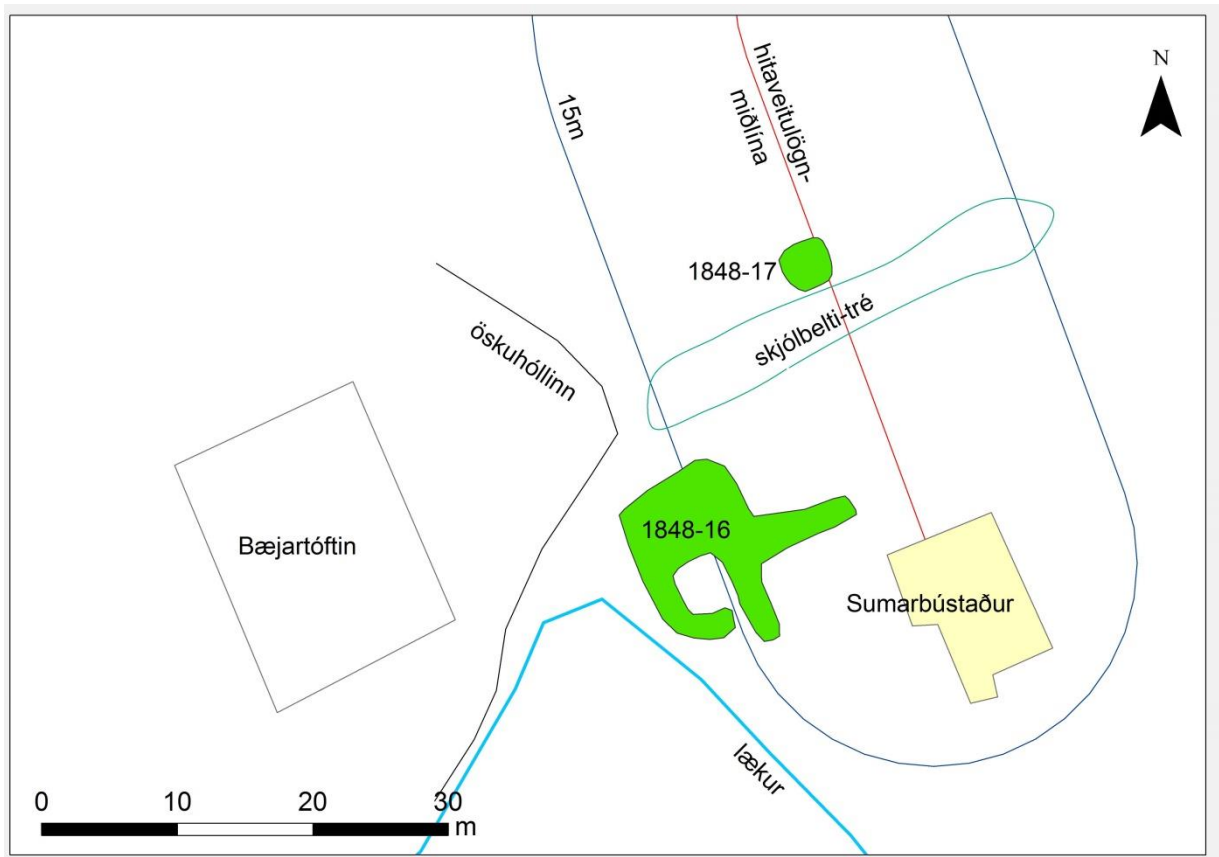 N
hitaveitulögn-
miðlína
15m
1848-17
skjólbelti-tré
öskuhóllinn
1848-16
Bæjartóftin
Sumarbústaður
lækur
0 10 20 30
m